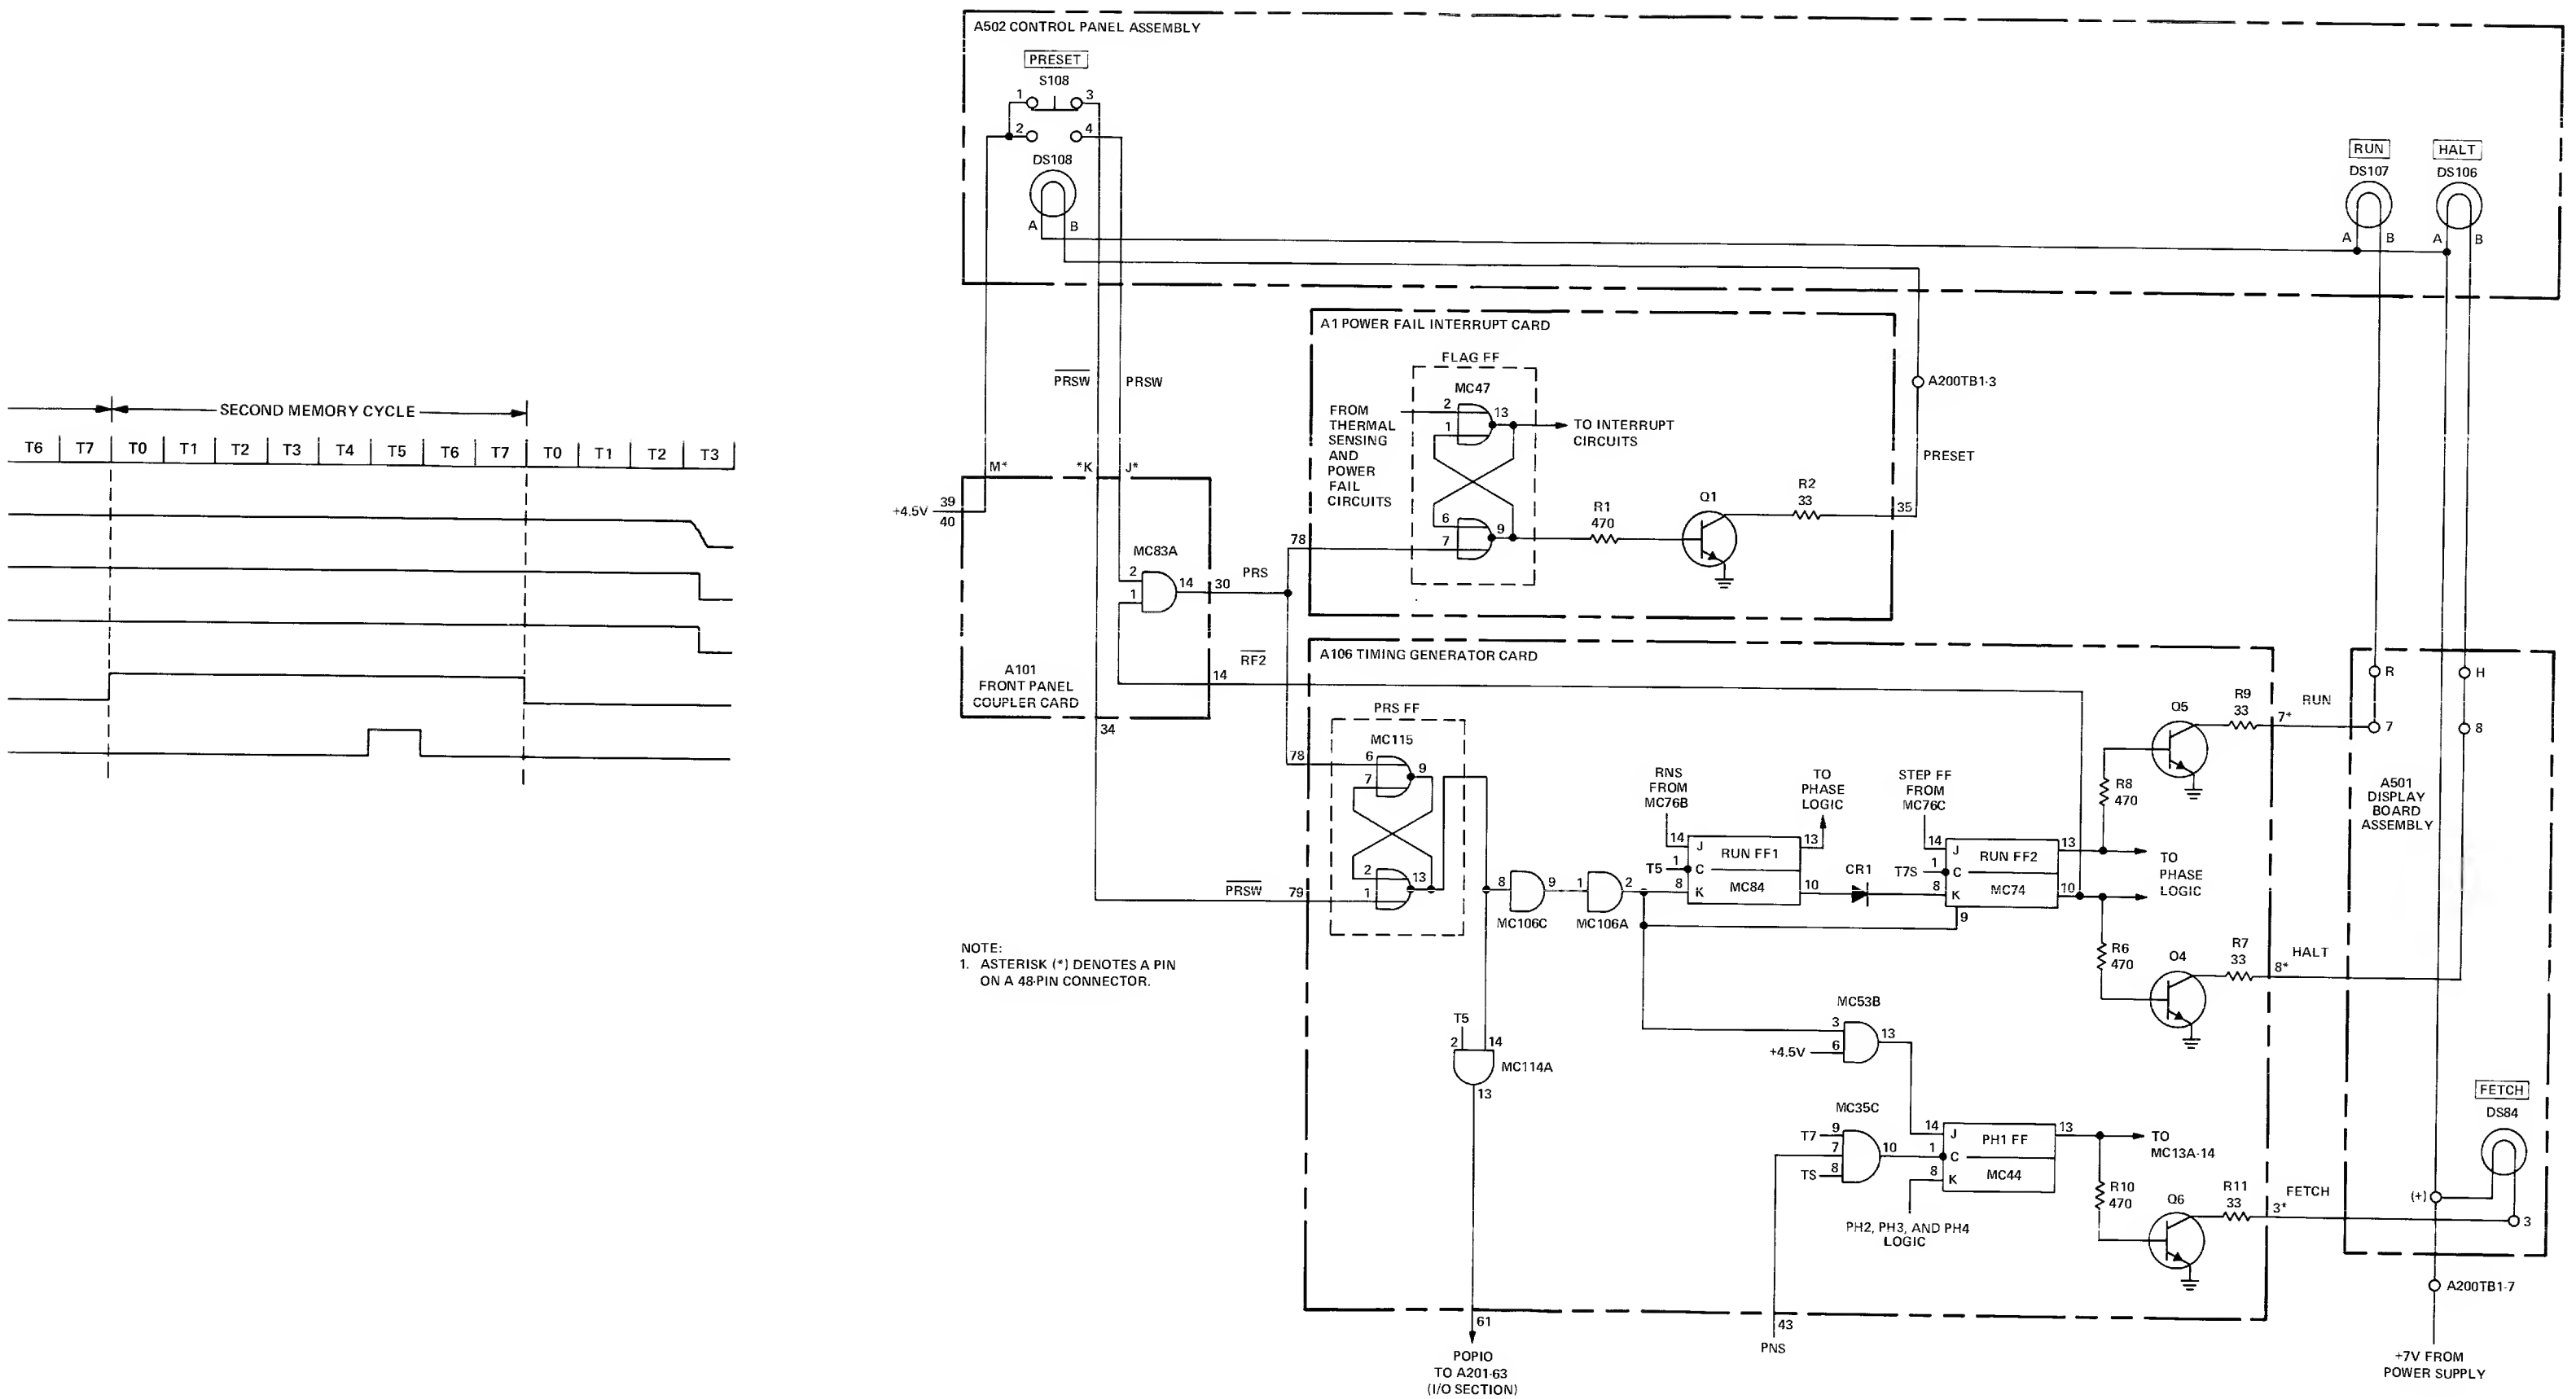 SECOND MEMORY CYCLE
T6 T7 T0 T1 T2 T3 T4 T5 T6 T7 T0 T1 T2 T3
A502 CONTROL PANEL ASSEMBLY
PRESET
S108
1 3
2 4
DS108
A B
RUN
DS107
A B
HALT
DS106
A B
PRSW
PRSW
M* *K J*
+4.5V
39
40
MC83A
2
1
14
30
PRS
A101
FRONT PANEL
COUPLER CARD
14
RF2
34
A1 POWER FAIL INTERRUPT CARD
FLAG FF
MC47
FROM
THERMAL
SENSING
AND
POWER
FAIL
CIRCUITS
2
1
13
TO INTERRUPT
CIRCUITS
6
7
9
78
R1
470
Q1
R2
33
35
A200TB1-3
PRESET
A106 TIMING GENERATOR CARD
PRS FF
MC115
78
6
7
9
2
1
13
PRSW
79
8
9
MC106C
1
2
MC106A
RNS
FROM
MC76B
14
J
RUN FF1
13
TO
PHASE
LOGIC
T5
1
C
8
K
MC84
10
CR1
STEP FF
FROM
MC76C
14
J
RUN FF2
13
T7S
1
C
8
K
MC74
10
9
TO
PHASE
LOGIC
R8
470
Q5
R9
33
7*
RUN
R6
470
Q4
R7
33
8*
HALT
T5
2
14
MC114A
13
MC53B
3
6
+4.5V
13
MC35C
T7
9
7
TS
8
10
14
J
PH1 FF
13
1
C
8
K
MC44
TO
MC13A-14
PH2, PH3, AND PH4
LOGIC
R10
470
Q6
R11
33
3*
FETCH
R
H
7
8
A501
DISPLAY
BOARD
ASSEMBLY
FETCH
DS84
(+)
3
A200TB1-7
+7V FROM
POWER SUPPLY
61
POPIO
TO A201-63
(I/O SECTION)
43
PNS
NOTE:
1. ASTERISK (*) DENOTES A PIN
ON A 48-PIN CONNECTOR.